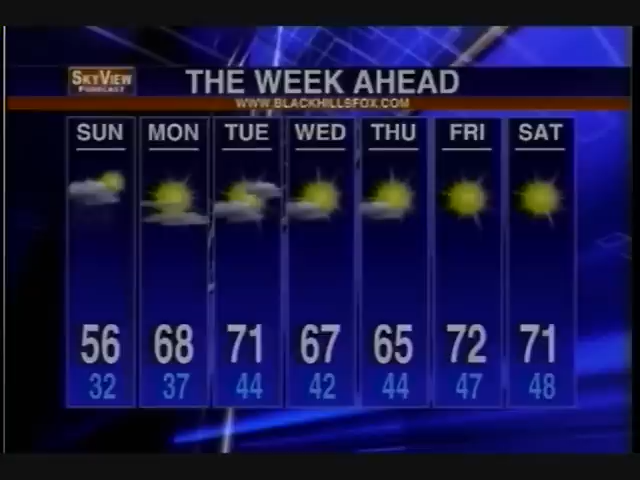 SKYVIEW
FORECAST
THE WEEK AHEAD
WWW.BLACKHILLSFOX.COM
SUN MON TUE WED THU FRI SAT
56 68 71 67 65 72 71
32 37 44 42 44 47 48